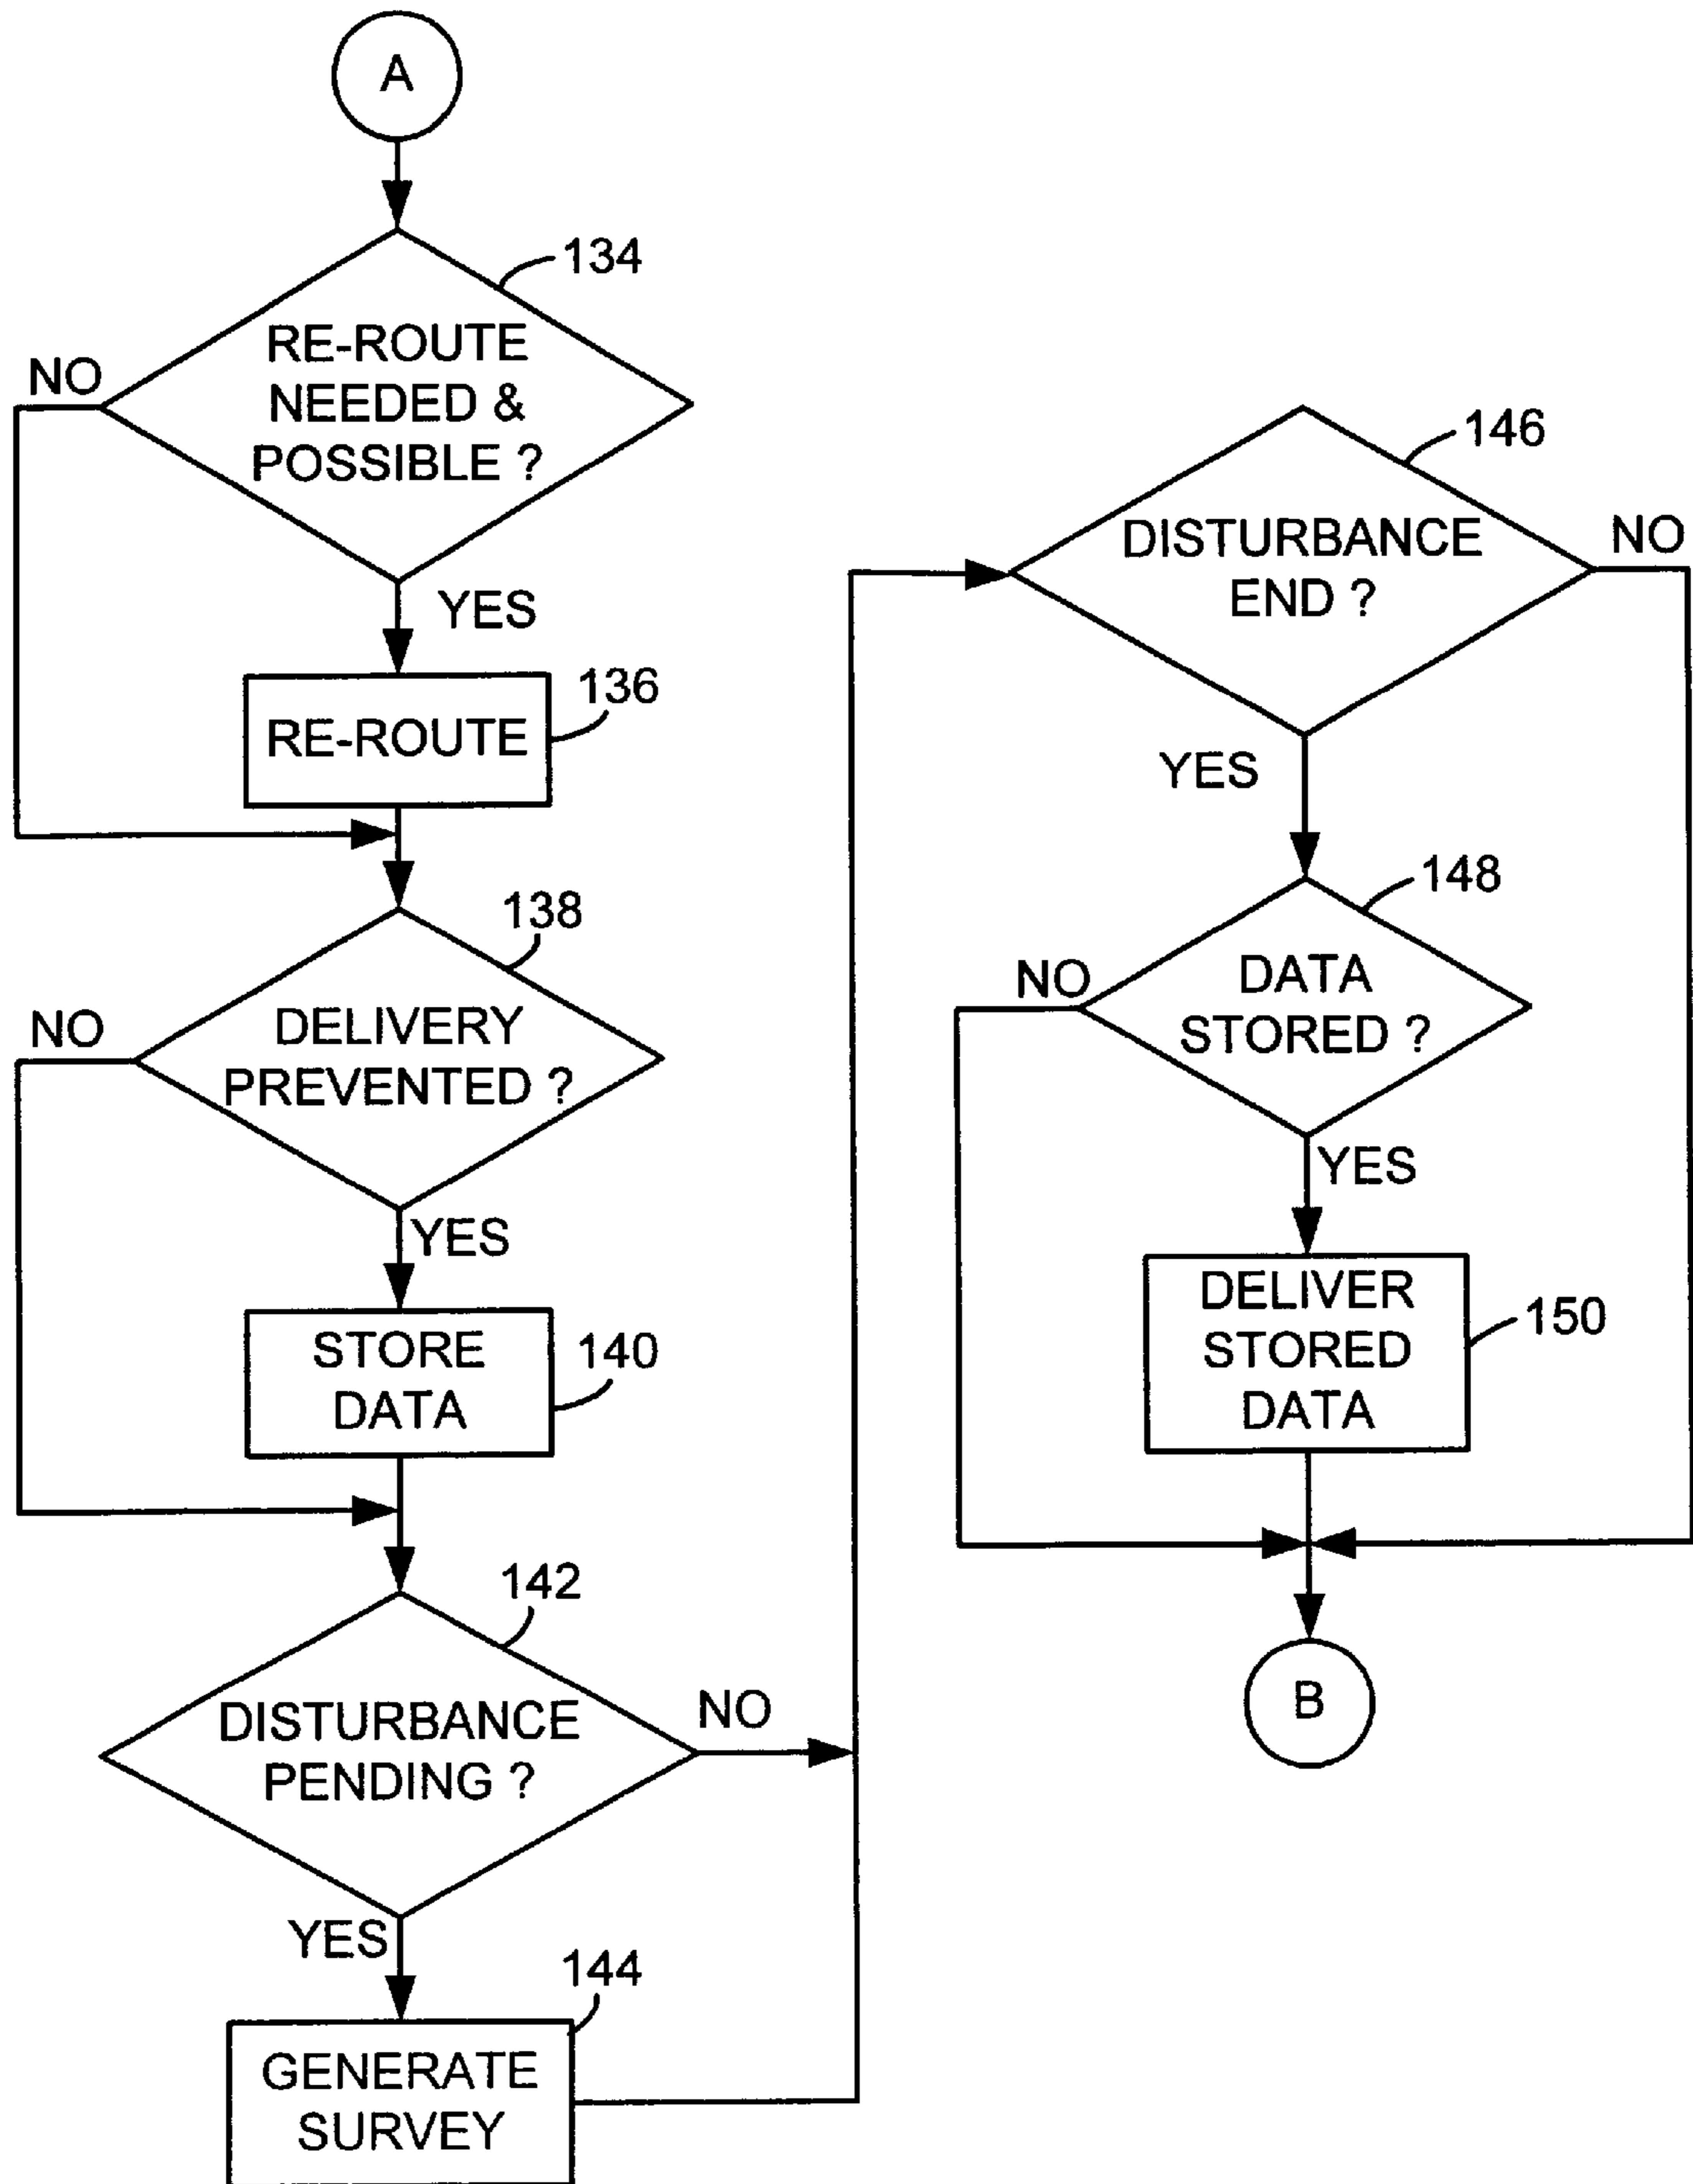 A
134
RE-ROUTE
NEEDED &
POSSIBLE ?
NO
YES
136
RE-ROUTE
138
DELIVERY
PREVENTED ?
NO
YES
STORE
DATA
140
142
DISTURBANCE
PENDING ?
NO
YES
144
GENERATE
SURVEY
146
DISTURBANCE
END ?
NO
YES
148
DATA
STORED ?
NO
YES
DELIVER
STORED
DATA
150
B